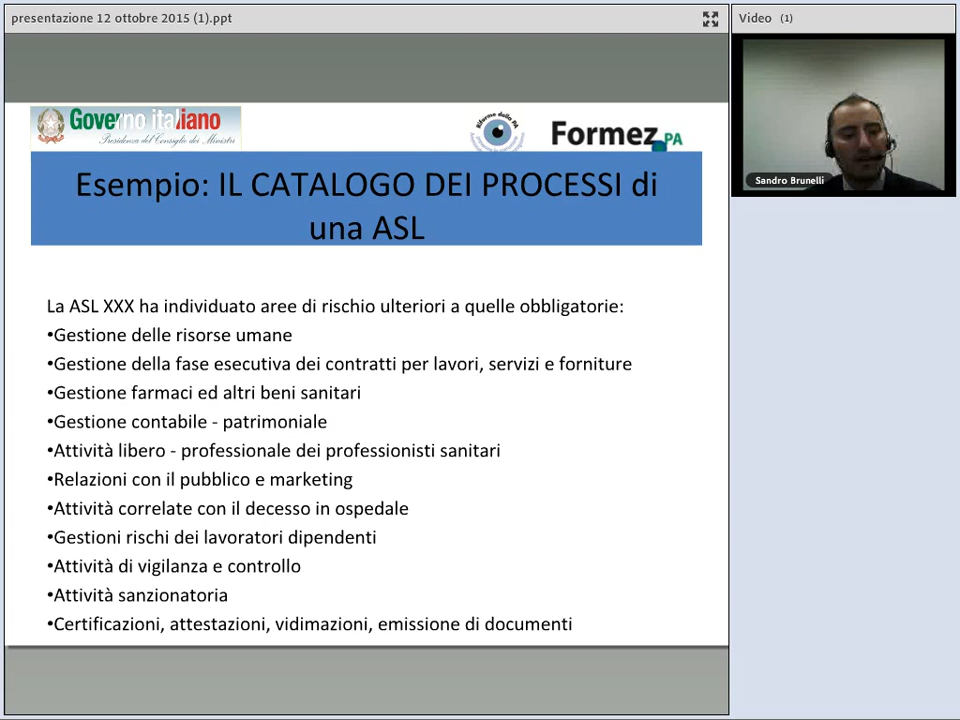 presentazione 12 ottobre 2015 (1).ppt
Video (1)
Governo italiano
Presidenza del Consiglio dei Ministri
Riforme della PA
Formez PA
Sandro Brunelli
Esempio: IL CATALOGO DEI PROCESSI di
una ASL
La ASL XXX ha individuato aree di rischio ulteriori a quelle obbligatorie:
•Gestione delle risorse umane
•Gestione della fase esecutiva dei contratti per lavori, servizi e forniture
•Gestione farmaci ed altri beni sanitari
•Gestione contabile - patrimoniale
•Attività libero - professionale dei professionisti sanitari
•Relazioni con il pubblico e marketing
•Attività correlate con il decesso in ospedale
•Gestioni rischi dei lavoratori dipendenti
•Attività di vigilanza e controllo
•Attività sanzionatoria
•Certificazioni, attestazioni, vidimazioni, emissione di documenti